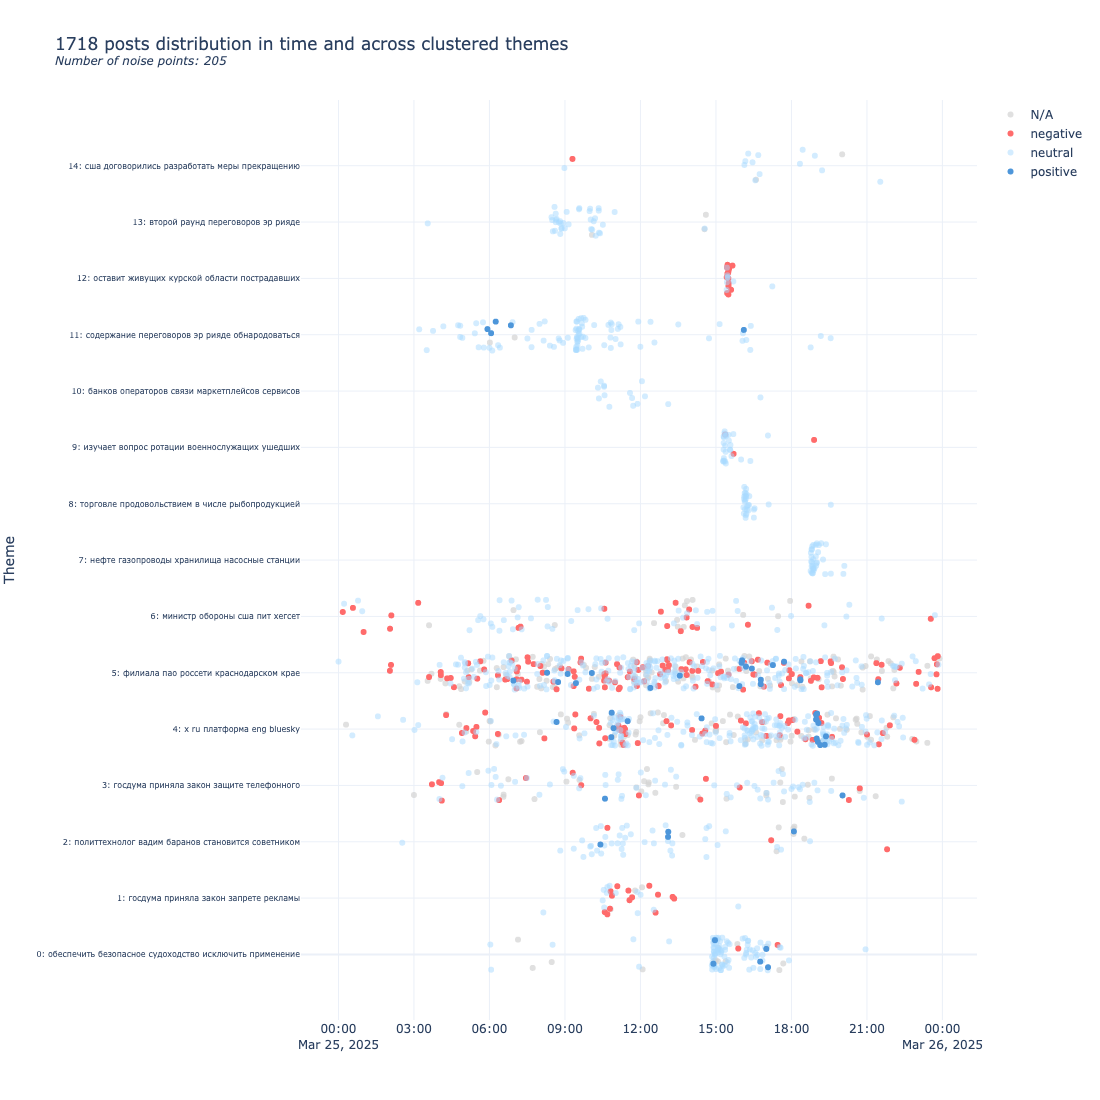 1718 posts distribution in time and across clustered themes
Number of noise points: 205
N/A
negative
neutral
positive
Theme
14: сша договорились разработать меры прекращению
13: второй раунд переговоров эр рияде
12: оставит живущих курской области пострадавших
11: содержание переговоров эр рияде обнародоваться
10: банков операторов связи маркетплейсов сервисов
9: изучает вопрос ротации военнослужащих ушедших
8: торговле продовольствием в числе рыбопродукцией
7: нефте газопроводы хранилища насосные станции
6: министр обороны сша пит хегсет
5: филиала пао россети краснодарском крае
4: x ru платформа eng bluesky
3: госдума приняла закон защите телефонного
2: политтехнолог вадим баранов становится советником
1: госдума приняла закон запрете рекламы
0: обеспечить безопасное судоходство исключить применение
00:00 03:00 06:00 09:00 12:00 15:00 18:00 21:00 00:00
Mar 25, 2025 Mar 26, 2025